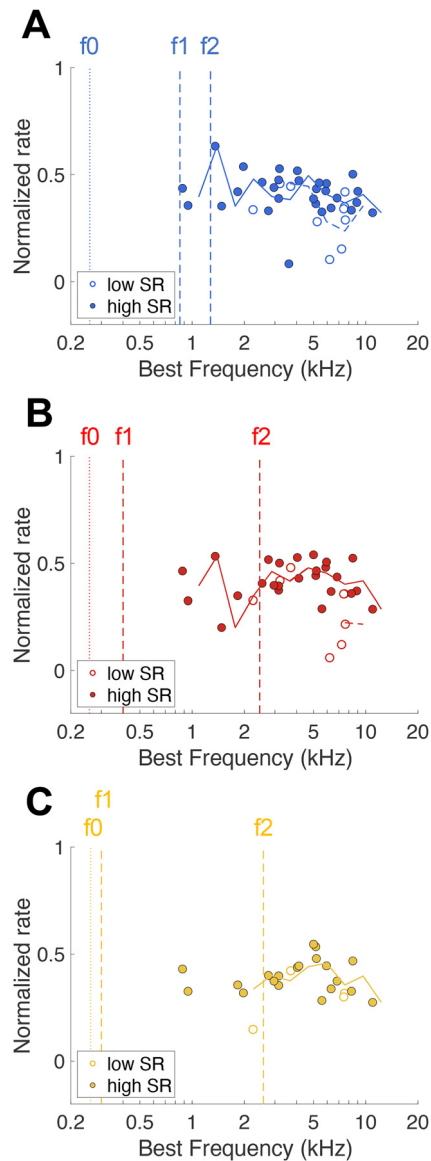 A
f0 f1 f2
1
0.5
0
Normalized rate
low SR
high SR
0.2 0.5 1 2 5 10 20
Best Frequency (kHz)
B
f0 f1 f2
1
0.5
0
Normalized rate
low SR
high SR
0.2 0.5 1 2 5 10 20
Best Frequency (kHz)
C
f1
f0 f2
1
0.5
0
Normalized rate
low SR
high SR
0.2 0.5 1 2 5 10 20
Best Frequency (kHz)